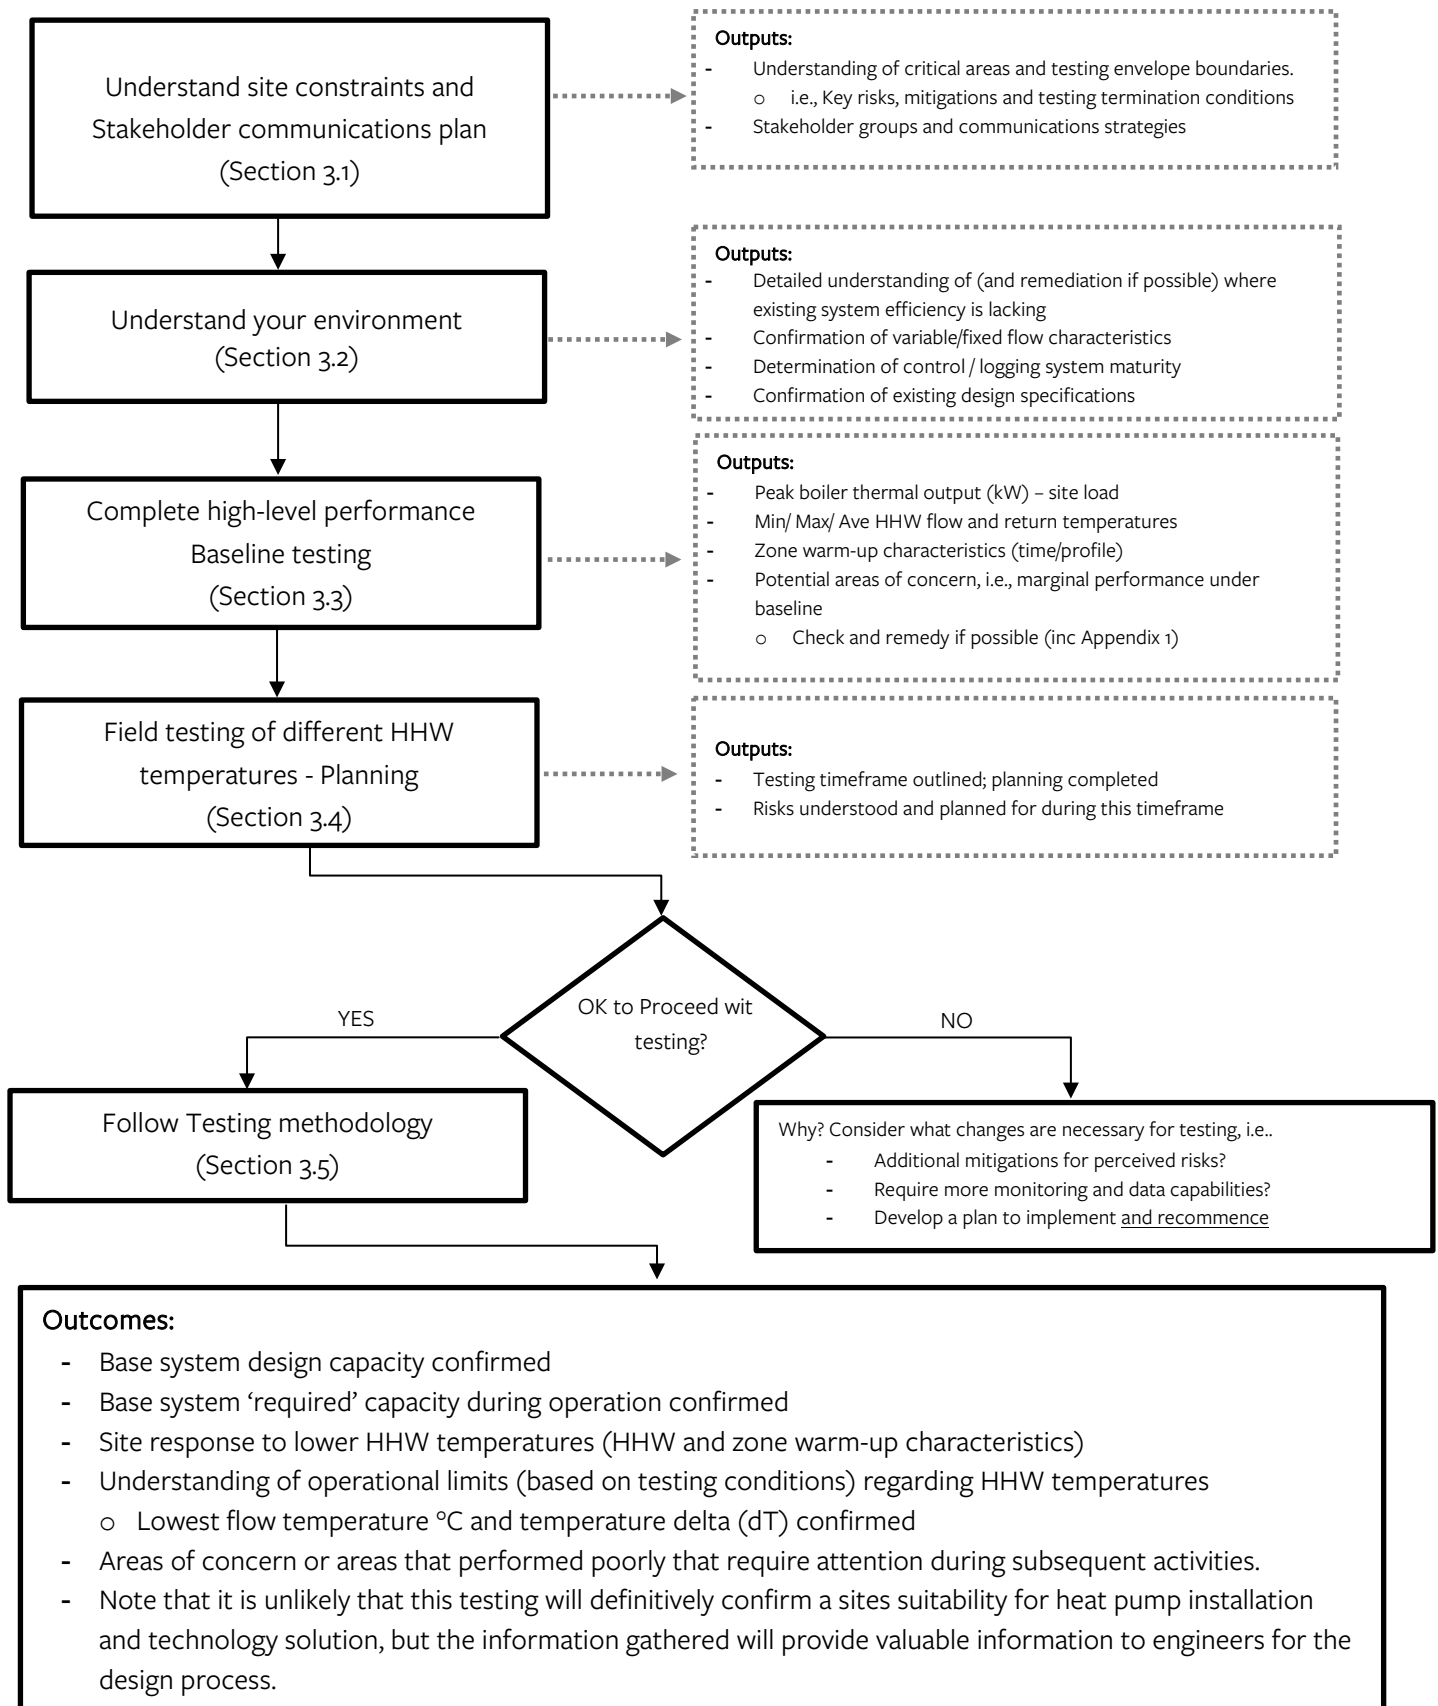 Understand site constraints and
Stakeholder communications plan
(Section 3.1)
Outputs:
- Understanding of critical areas and testing envelope boundaries.
o i.e., Key risks, mitigations and testing termination conditions
- Stakeholder groups and communications strategies
Understand your environment
(Section 3.2)
Outputs:
- Detailed understanding of (and remediation if possible) where
existing system efficiency is lacking
- Confirmation of variable/fixed flow characteristics
- Determination of control / logging system maturity
- Confirmation of existing design specifications
Complete high-level performance
Baseline testing
(Section 3.3)
Outputs:
- Peak boiler thermal output (kW) – site load
- Min/ Max/ Ave HHW flow and return temperatures
- Zone warm-up characteristics (time/profile)
- Potential areas of concern, i.e., marginal performance under
baseline
o Check and remedy if possible (inc Appendix 1)
Field testing of different HHW
temperatures - Planning
(Section 3.4)
Outputs:
- Testing timeframe outlined; planning completed
- Risks understood and planned for during this timeframe
OK to Proceed wit
testing?
YES
NO
Follow Testing methodology
(Section 3.5)
Why? Consider what changes are necessary for testing, i.e..
- Additional mitigations for perceived risks?
- Require more monitoring and data capabilities?
- Develop a plan to implement and recommence
Outcomes:
- Base system design capacity confirmed
- Base system ‘required’ capacity during operation confirmed
- Site response to lower HHW temperatures (HHW and zone warm-up characteristics)
- Understanding of operational limits (based on testing conditions) regarding HHW temperatures
o Lowest flow temperature °C and temperature delta (dT) confirmed
- Areas of concern or areas that performed poorly that require attention during subsequent activities.
- Note that it is unlikely that this testing will definitively confirm a sites suitability for heat pump installation
and technology solution, but the information gathered will provide valuable information to engineers for the
design process.